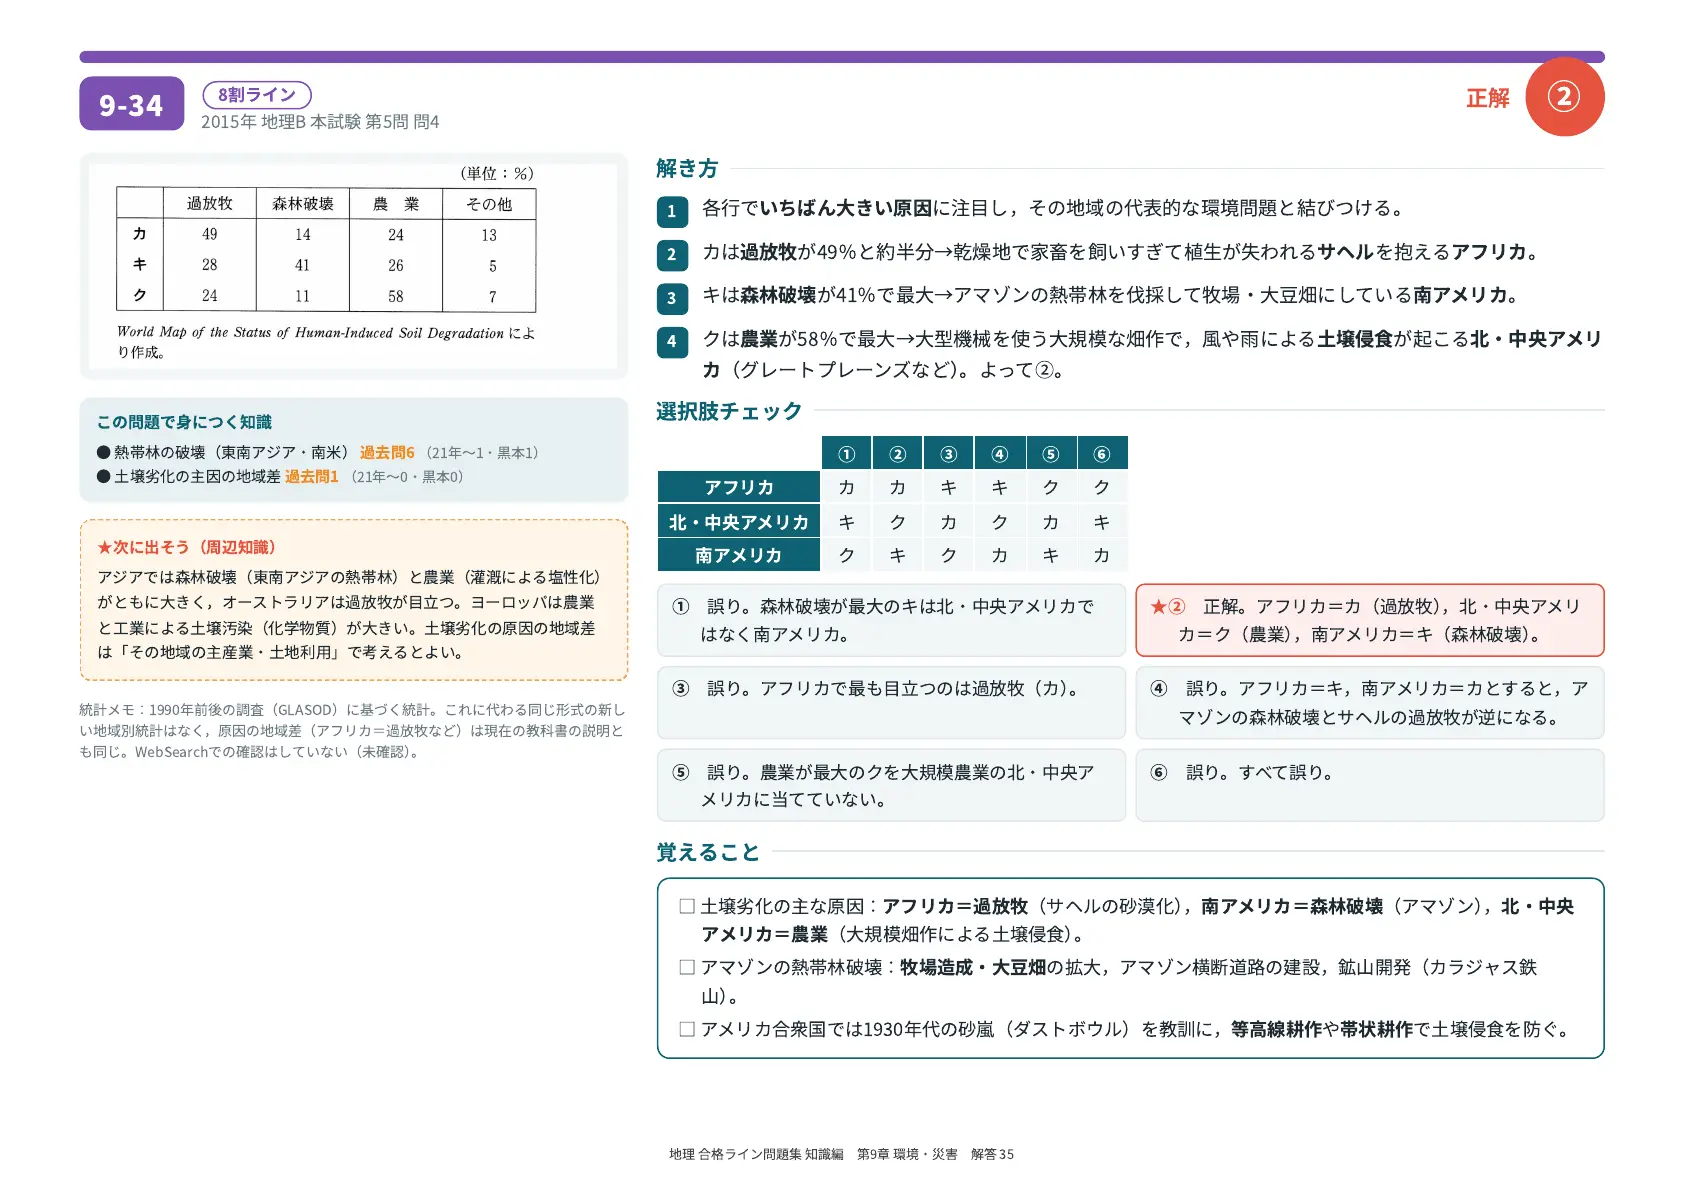 9-34
8割ライン
2015年 地理B 本試験 第5問 問4
正解 ②
(単位：％)
過放牧 森林破壊 農　業 その他
カ 49 14 24 13
キ 28 41 26 5
ク 24 11 58 7
World Map of the Status of Human-Induced Soil Degradation によ
り作成。
この問題で身につく知識
●熱帯林の破壊（東南アジア・南米） 過去問6 （21年〜1・黒本1）
●土壌劣化の主因の地域差 過去問1 （21年〜0・黒本0）
★次に出そう（周辺知識）
アジアでは森林破壊（東南アジアの熱帯林）と農業（灌漑による塩性化）
がともに大きく，オーストラリアは過放牧が目立つ。ヨーロッパは農業
と工業による土壌汚染（化学物質）が大きい。土壌劣化の原因の地域差
は「その地域の主産業・土地利用」で考えるとよい。
統計メモ：1990年前後の調査（GLASOD）に基づく統計。これに代わる同じ形式の新し
い地域別統計はなく，原因の地域差（アフリカ＝過放牧など）は現在の教科書の説明と
も同じ。WebSearchでの確認はしていない（未確認）。
解き方
1 各行でいちばん大きい原因に注目し，その地域の代表的な環境問題と結びつける。
2 カは過放牧が49％と約半分→乾燥地で家畜を飼いすぎて植生が失われるサヘルを抱えるアフリカ。
3 キは森林破壊が41％で最大→アマゾンの熱帯林を伐採して牧場・大豆畑にしている南アメリカ。
4 クは農業が58％で最大→大型機械を使う大規模な畑作で，風や雨による土壌侵食が起こる北・中央アメリ
カ（グレートプレーンズなど）。よって②。
選択肢チェック
① ② ③ ④ ⑤ ⑥
アフリカ カ カ キ キ ク ク
北・中央アメリカ キ ク カ ク カ キ
南アメリカ ク キ ク カ キ カ
①　誤り。森林破壊が最大のキは北・中央アメリカで
はなく南アメリカ。
★②　正解。アフリカ＝カ（過放牧），北・中央アメリ
カ＝ク（農業），南アメリカ＝キ（森林破壊）。
③　誤り。アフリカで最も目立つのは過放牧（カ）。
④　誤り。アフリカ＝キ，南アメリカ＝カとすると，ア
マゾンの森林破壊とサヘルの過放牧が逆になる。
⑤　誤り。農業が最大のクを大規模農業の北・中央ア
メリカに当てていない。
⑥　誤り。すべて誤り。
覚えること
□ 土壌劣化の主な原因：アフリカ＝過放牧（サヘルの砂漠化），南アメリカ＝森林破壊（アマゾン），北・中央
アメリカ＝農業（大規模畑作による土壌侵食）。
□ アマゾンの熱帯林破壊：牧場造成・大豆畑の拡大，アマゾン横断道路の建設，鉱山開発（カラジャス鉄
山）。
□ アメリカ合衆国では1930年代の砂嵐（ダストボウル）を教訓に，等高線耕作や帯状耕作で土壌侵食を防ぐ。
地理 合格ライン問題集 知識編　第9章 環境・災害　解答 35